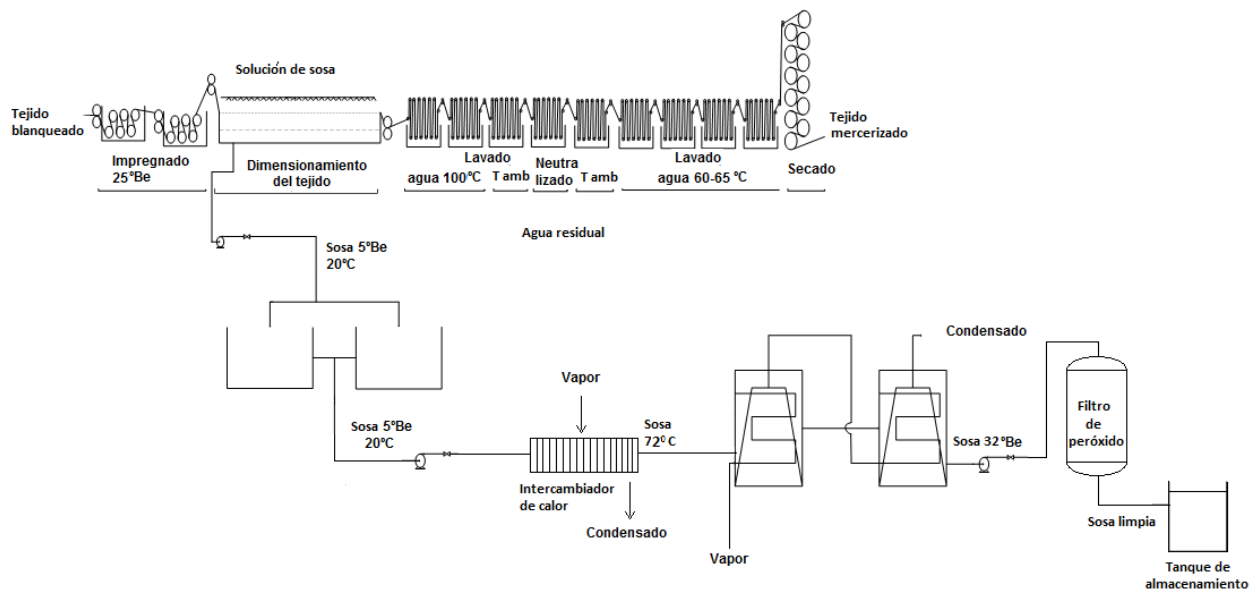 Solución de sosa
Tejido
blanqueado
Impregnado
25°Be
Dimensionamiento
del tejido
Lavado
agua 100°C
T amb
Neutra
lizado
T amb
Lavado
agua 60-65 °C
Secado
Tejido
mercerizado
Agua residual
Sosa 5°Be
20°C
Sosa 5°Be
20°C
Vapor
Intercambiador
de calor
Condensado
Sosa
72⁰ C
Vapor
Condensado
Sosa 32°Be
Filtro
de
peróxido
Sosa limpia
Tanque de
almacenamiento